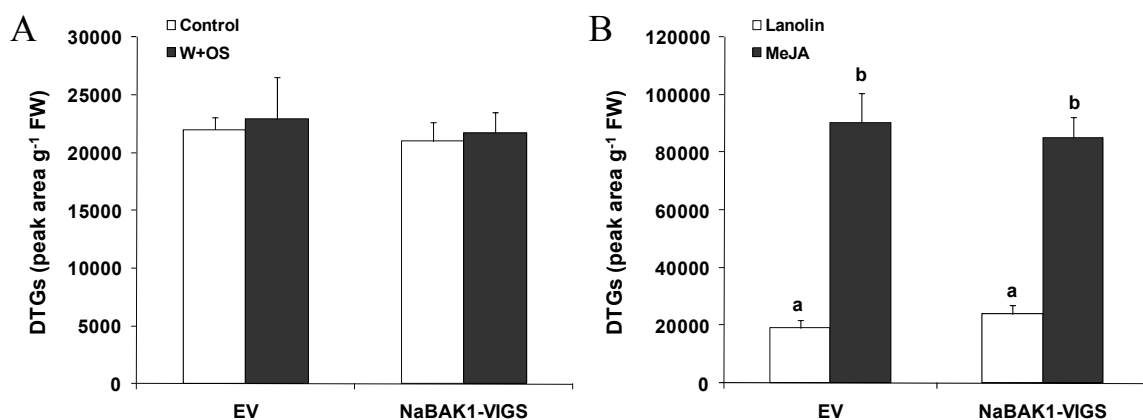 A
Control
W+OS
DTGs (peak area g⁻¹ FW)
30000
25000
20000
15000
10000
5000
0
EV
NaBAK1-VIGS
B
Lanolin
MeJA
DTGs (peak area g⁻¹ FW)
120000
100000
80000
60000
40000
20000
0
a
b
a
b
EV
NaBAK1-VIGS